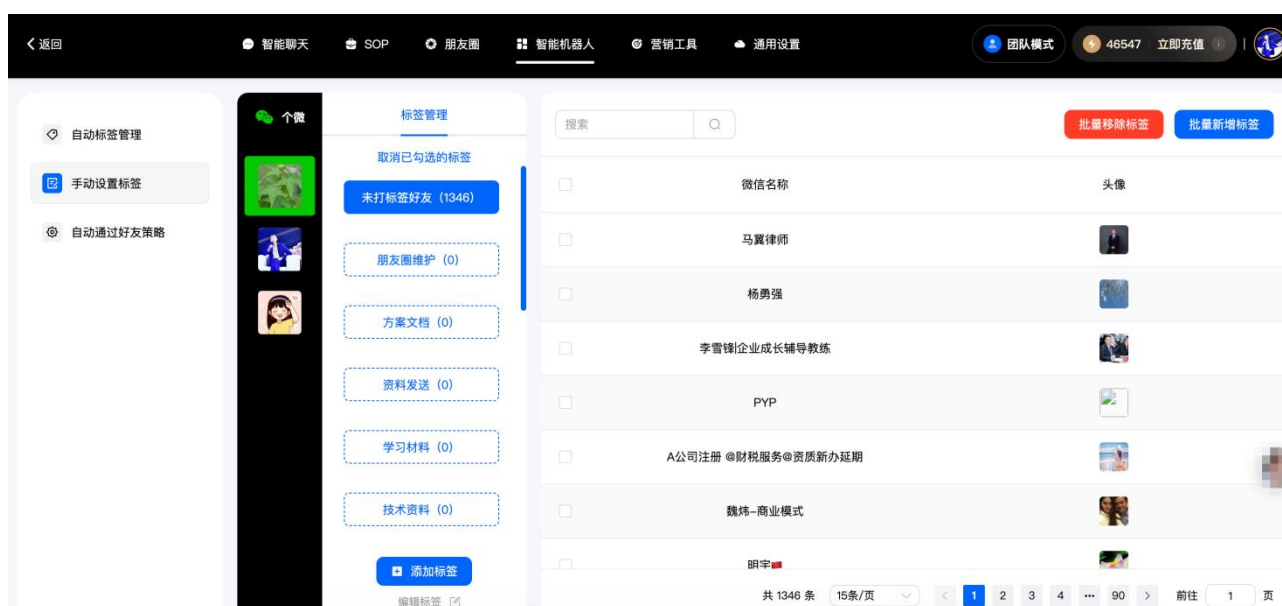 返回
智能聊天 SOP 朋友圈 智能机器人 营销工具 通用设置
团队模式 46547 立即充值
自动标签管理
手动设置标签
自动通过好友策略
个微
标签管理
取消已勾选的标签
未打标签好友（1346）
朋友圈维护（0）
方案文档（0）
资料发送（0）
学习材料（0）
技术资料（0）
添加标签
编辑标签
搜索
批量移除标签 批量新增标签
微信名称 头像
马冀律师
杨勇强
李雪锋|企业成长辅导教练
PYP
A公司注册 @财税服务@资质新办延期
魏炜–商业模式
明宇
共 1346 条 15条/页 1 2 3 4 ••• 90 前往 1 页